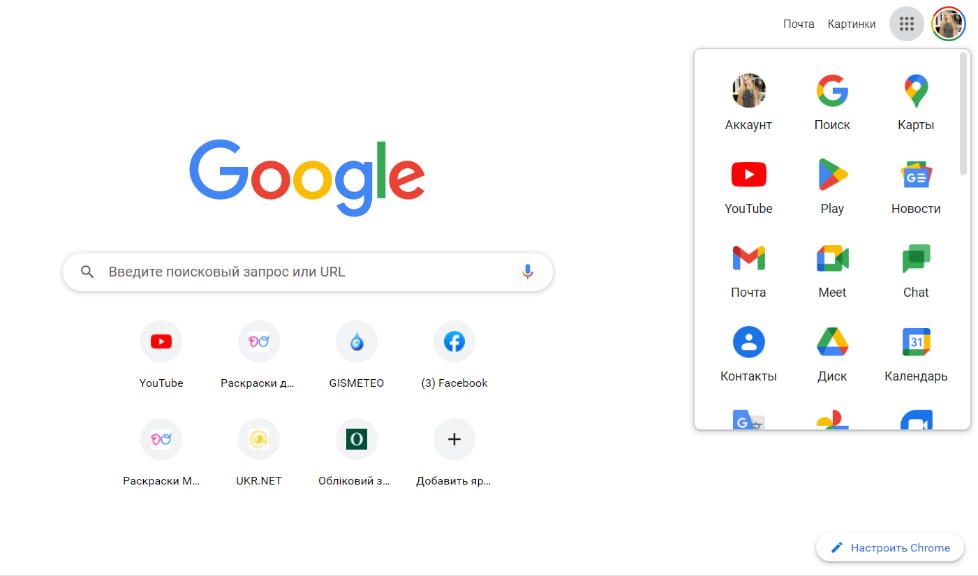 Почта Картинки
Google
Введите поисковый запрос или URL
YouTube Раскраски д... GISMETEO (3) Facebook
Раскраски М... UKR.NET Обліковий з... Добавить яр...
Аккаунт Поиск Карты
YouTube Play Новости
Почта Meet Chat
31
Контакты Диск Календарь
Настроить Chrome